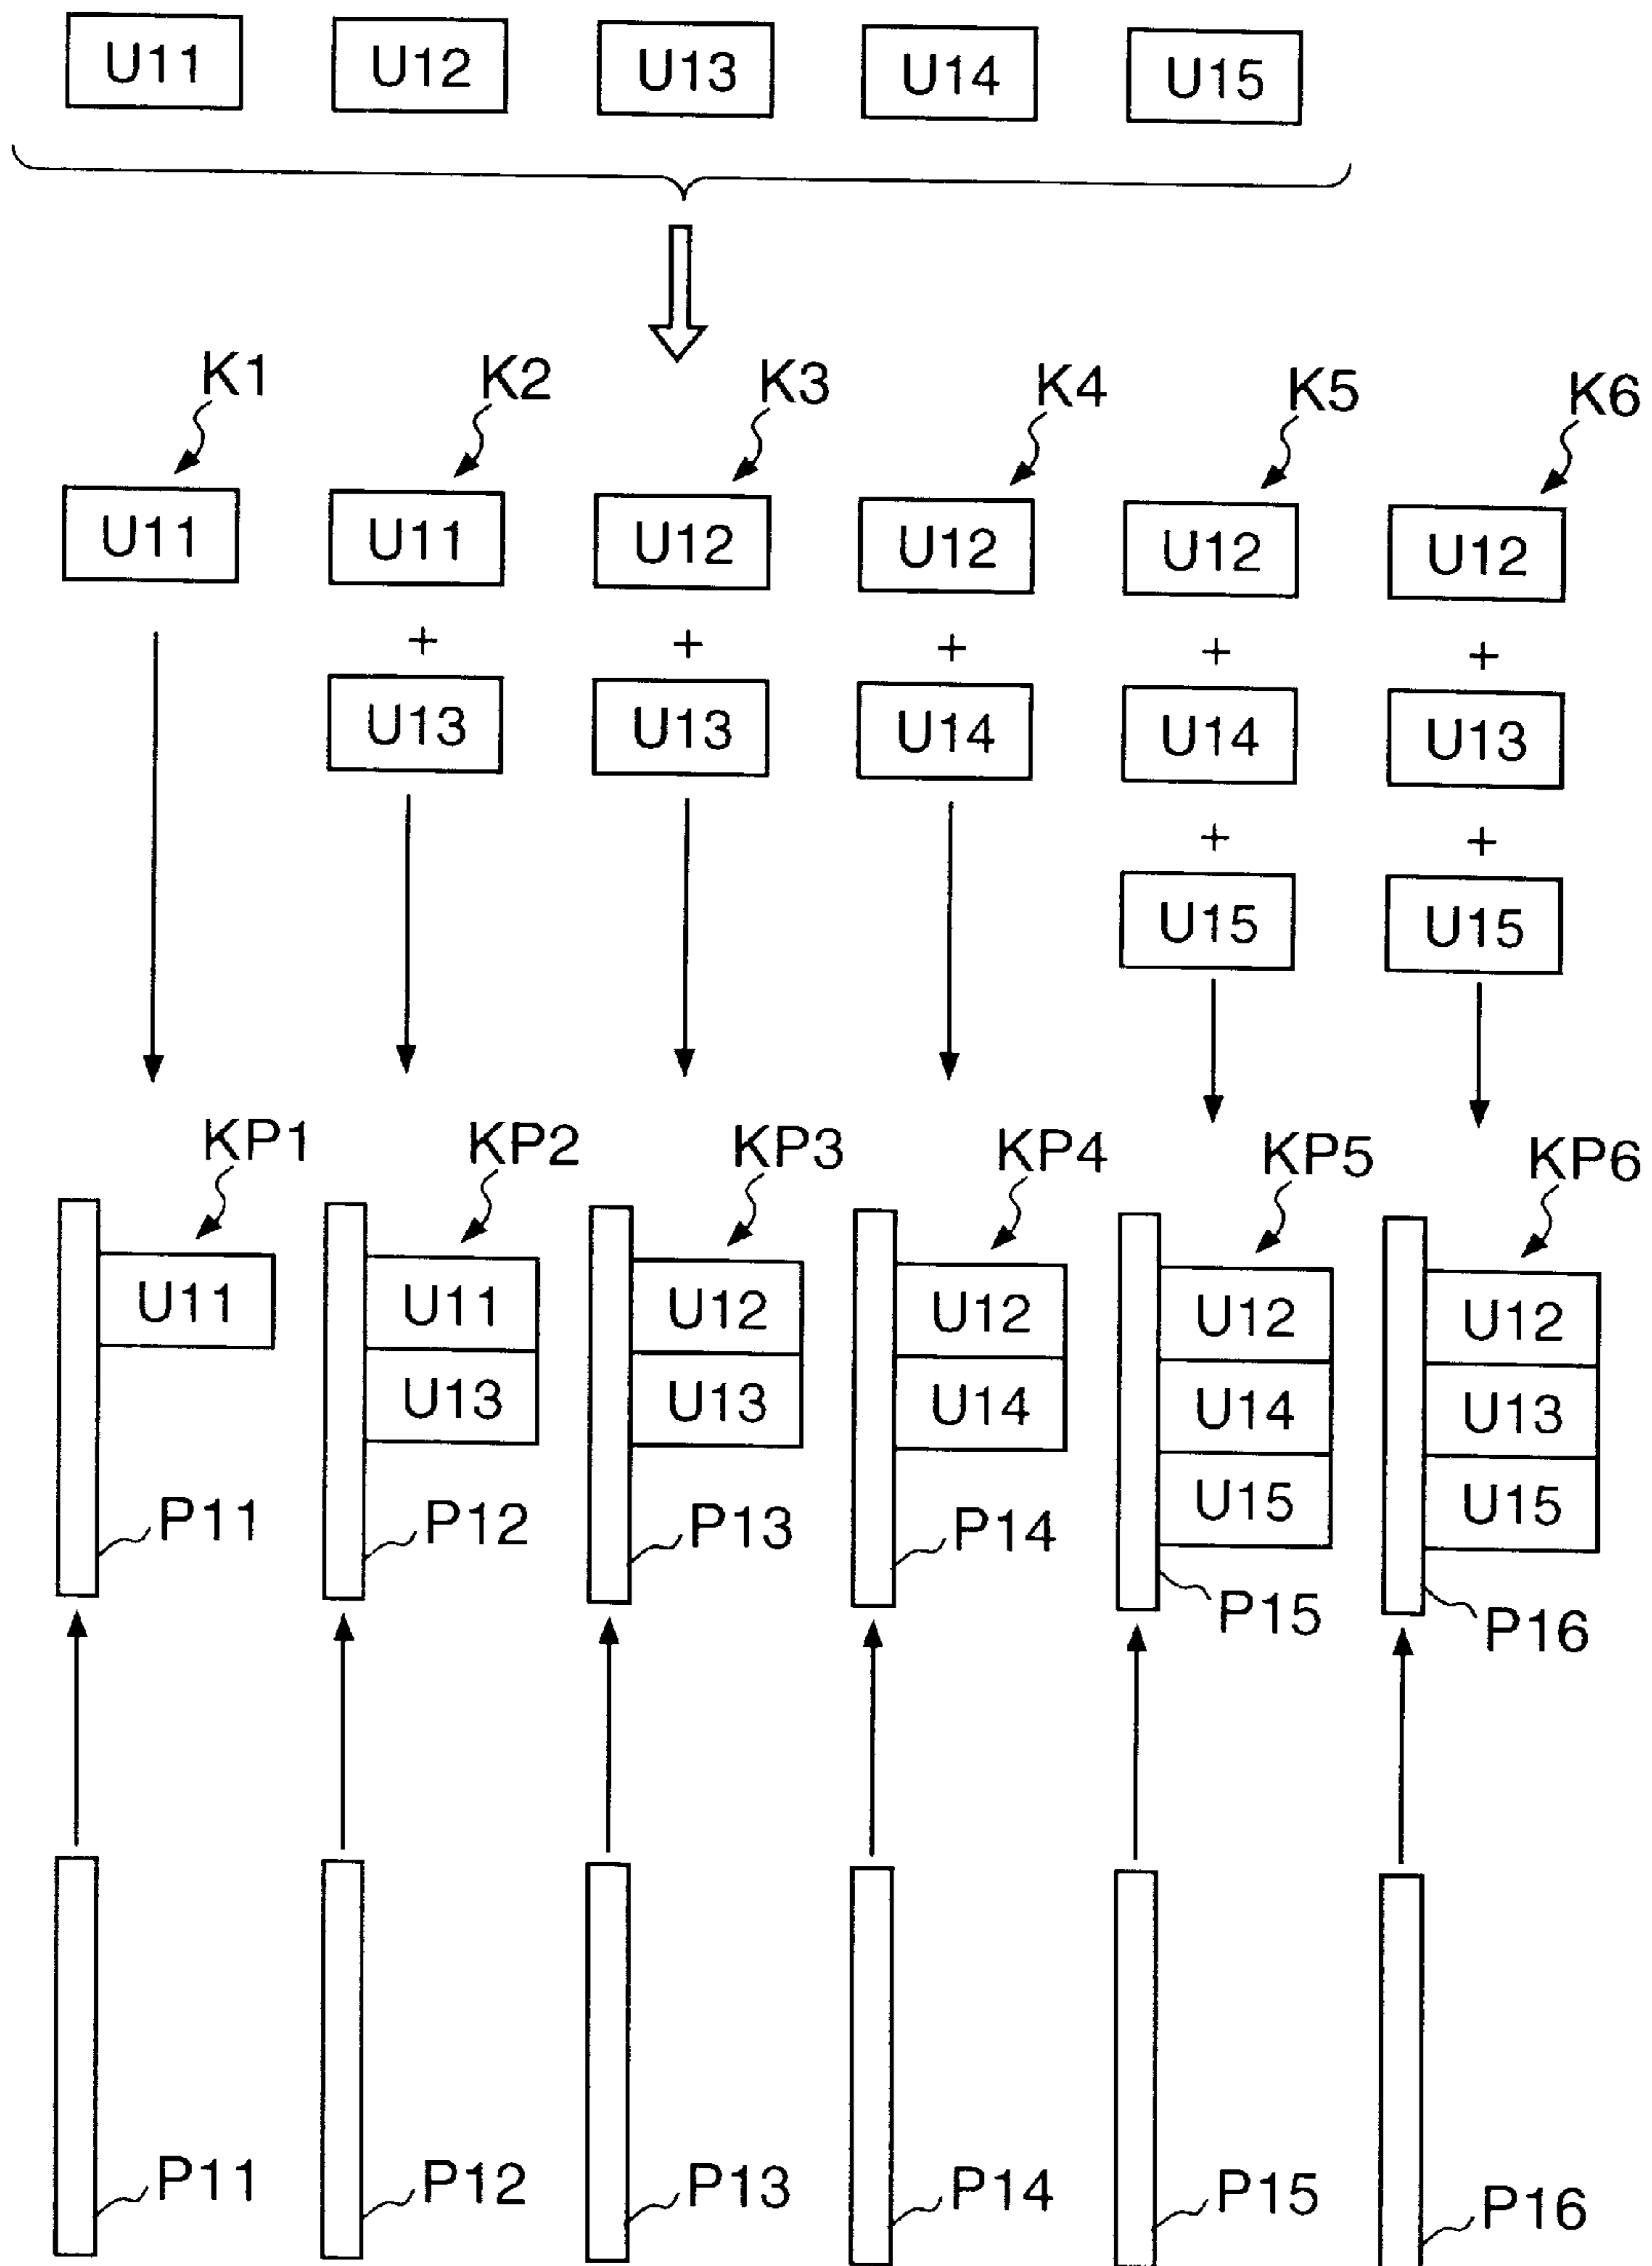 U11 U12 U13 U14 U15
K1 K2 K3 K4 K5 K6
U11 U11 U12 U12 U12 U12
+ + + + +
U13 U13 U14 U14 U13
+ +
U15 U15
KP1 KP2 KP3 KP4 KP5 KP6
U11 U11 U12 U12 U12 U12
U13 U13 U14 U14 U13
U15 U15
P11 P12 P13 P14 P15 P16
P11 P12 P13 P14 P15 P16